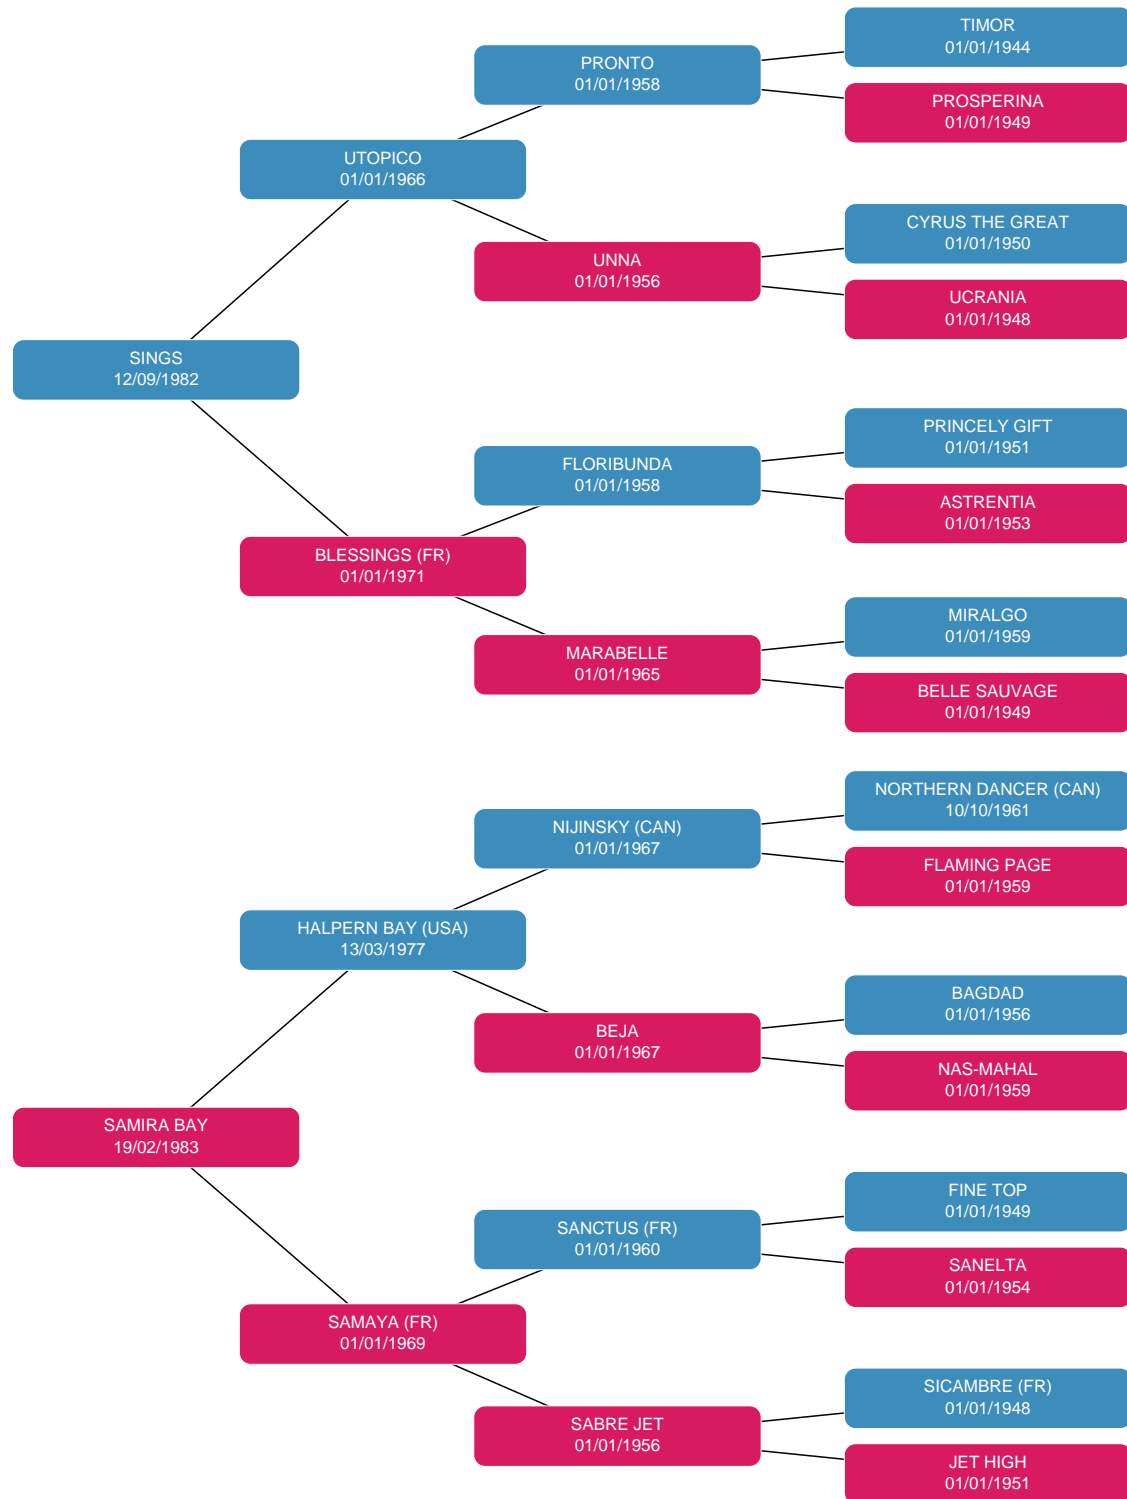 TIMOR
01/01/1944
PRONTO
01/01/1958
PROSPERINA
01/01/1949
UTOPICO
01/01/1966
CYRUS THE GREAT
01/01/1950
UNNA
01/01/1956
UCRANIA
01/01/1948
SINGS
12/09/1982
PRINCELY GIFT
01/01/1951
FLORIBUNDA
01/01/1958
ASTRENTIA
01/01/1953
BLESSINGS (FR)
01/01/1971
MIRALGO
01/01/1959
MARABELLE
01/01/1965
BELLE SAUVAGE
01/01/1949
NORTHERN DANCER (CAN)
10/10/1961
NIJINSKY (CAN)
01/01/1967
FLAMING PAGE
01/01/1959
HALPERN BAY (USA)
13/03/1977
BAGDAD
01/01/1956
BEJA
01/01/1967
NAS-MAHAL
01/01/1959
SAMIRA BAY
19/02/1983
FINE TOP
01/01/1949
SANCTUS (FR)
01/01/1960
SANELTA
01/01/1954
SAMAYA (FR)
01/01/1969
SICAMBRE (FR)
01/01/1948
SABRE JET
01/01/1956
JET HIGH
01/01/1951